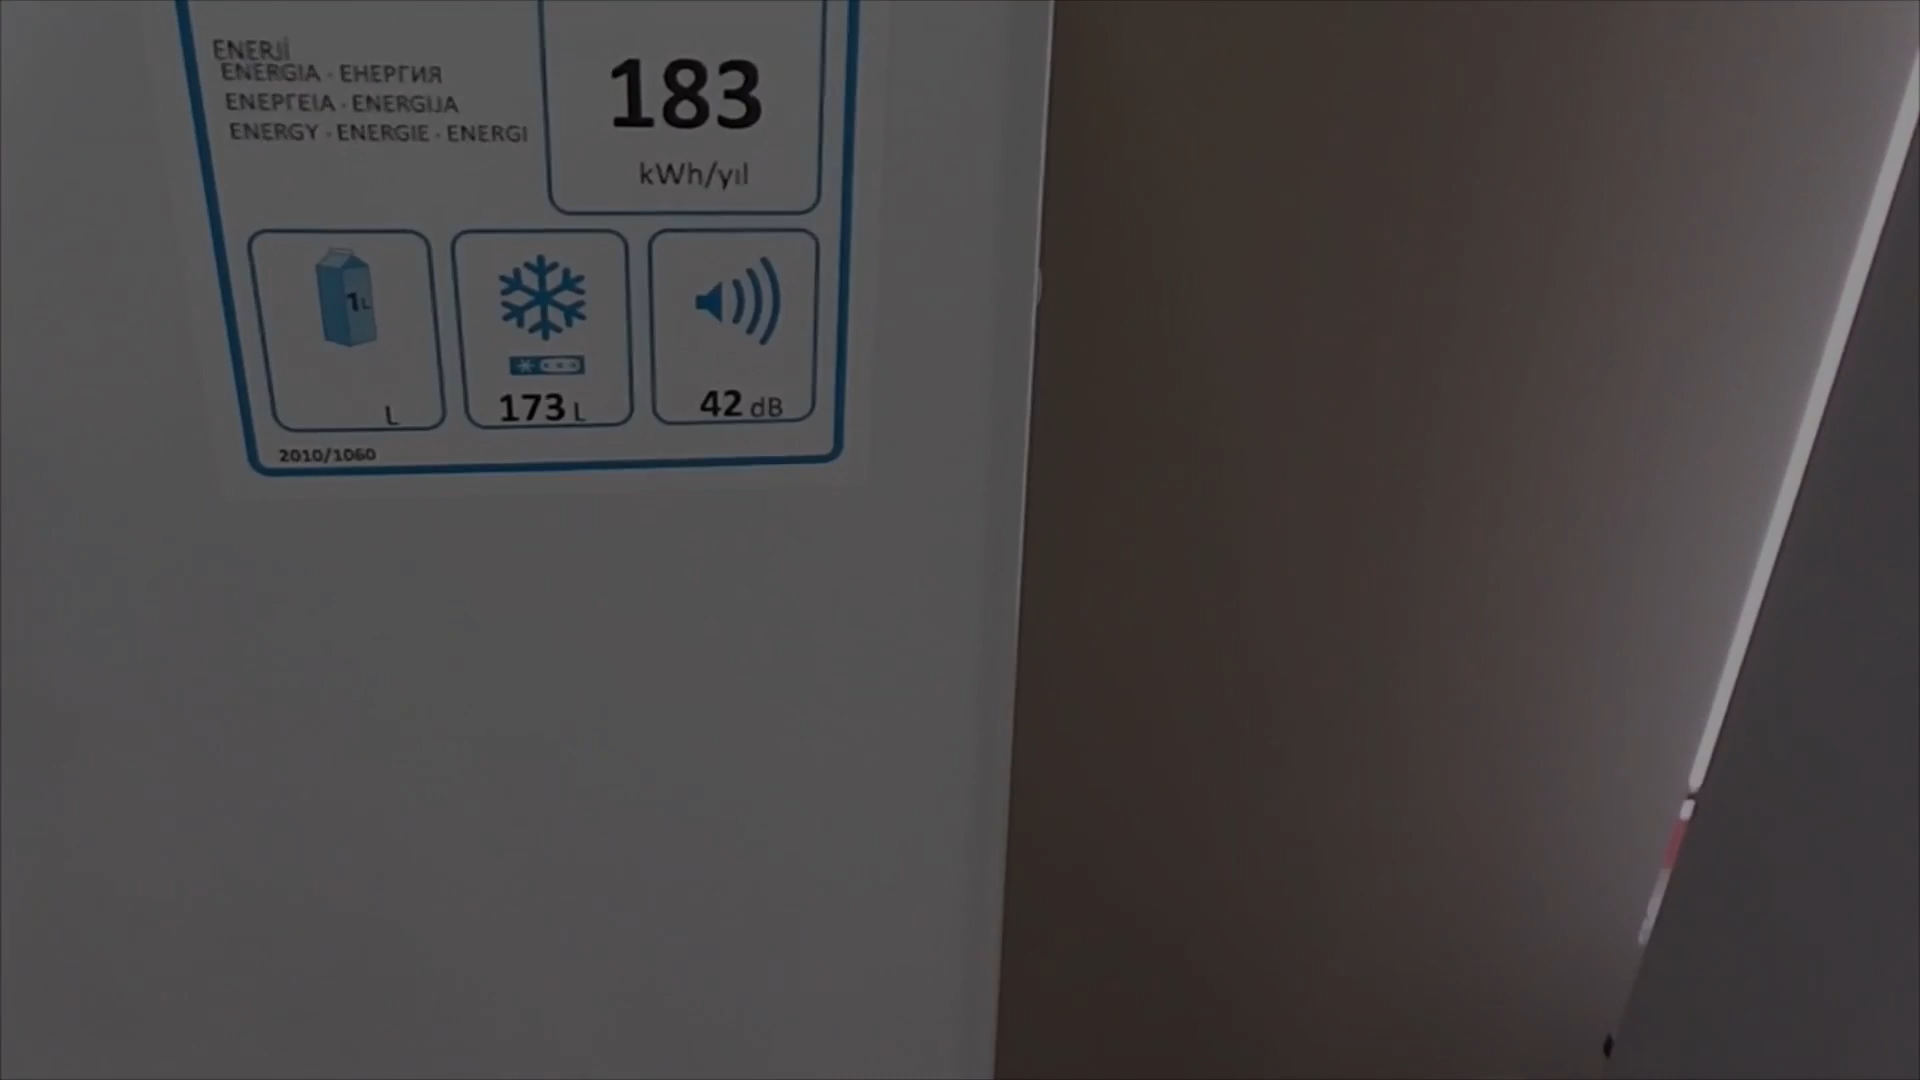 ENERJİ
ENERGIA - ЕНЕРГИЯ
ΕΝΕΡΓΕΙΑ - ENERGIJA
ENERGY - ENERGIE - ENERGI
183
kWh/yıl
1L
L
173 L
42 dB
2010/1060